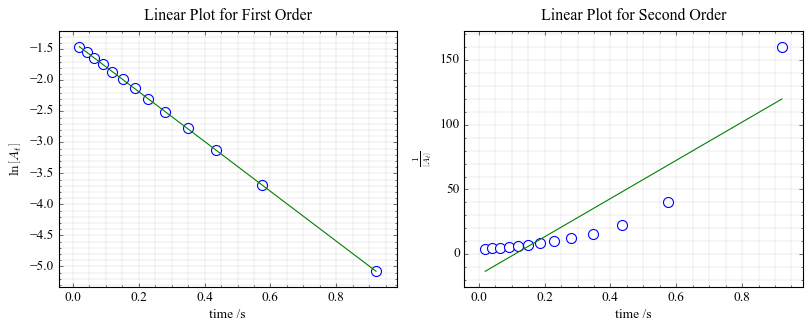 Linear Plot for First Order
−1.5
−2.0
−2.5
−3.0
−3.5
−4.0
−4.5
−5.0
ln[A_t]
0.0 0.2 0.4 0.6 0.8
time /s
Linear Plot for Second Order
150
100
50
0
1/[A_t]
0.0 0.2 0.4 0.6 0.8
time /s